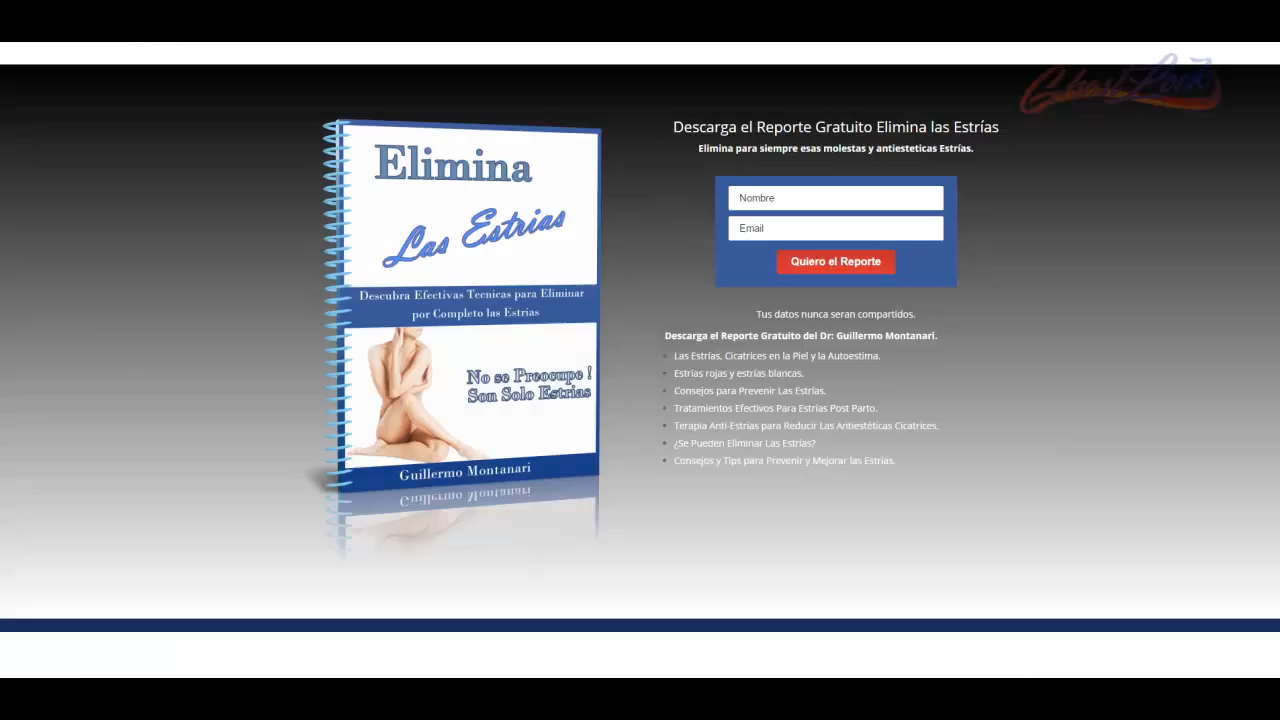 Elimina
Las Estrias
Descubra Efectivas Tecnicas para Eliminar
por Completo las Estrias
No se Preocupe !
Son Solo Estrias
Guillermo Montanari
Descarga el Reporte Gratuito Elimina las Estrías
Elimina para siempre esas molestas y antiesteticas Estrías.
Nombre
Email
Quiero el Reporte
Tus datos nunca seran compartidos.
Descarga el Reporte Gratuito del Dr: Guillermo Montanari.
Las Estrías, Cicatrices en la Piel y la Autoestima.
Estrias rojas y estrías blancas.
Consejos para Prevenir Las Estrías.
Tratamientos Efectivos Para Estrías Post Parto.
Terapia Anti-Estrías para Reducir Las Antiestéticas Cicatrices.
¿Se Pueden Eliminar Las Estrías?
Consejos y Tips para Prevenir y Mejorar las Estrías.